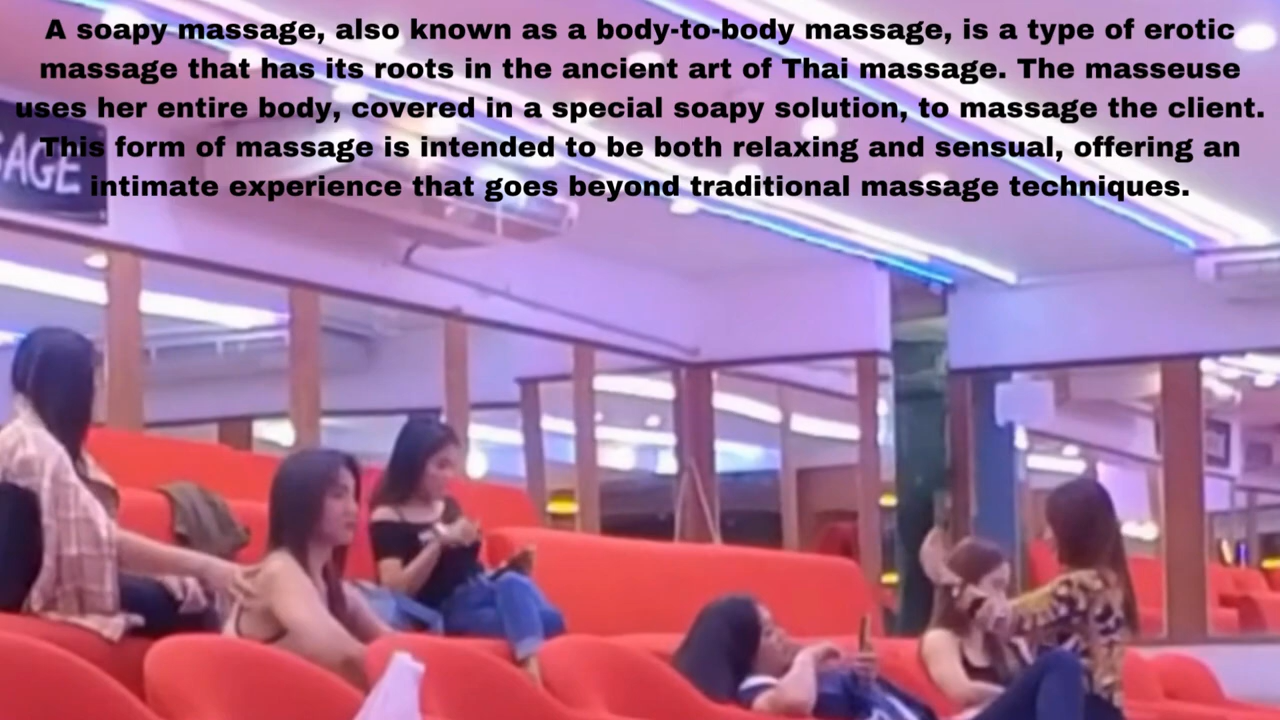 A soapy massage, also known as a body-to-body massage, is a type of erotic
massage that has its roots in the ancient art of Thai massage. The masseuse
uses her entire body, covered in a special soapy solution, to massage the client.
This form of massage is intended to be both relaxing and sensual, offering an
intimate experience that goes beyond traditional massage techniques.
SAGE